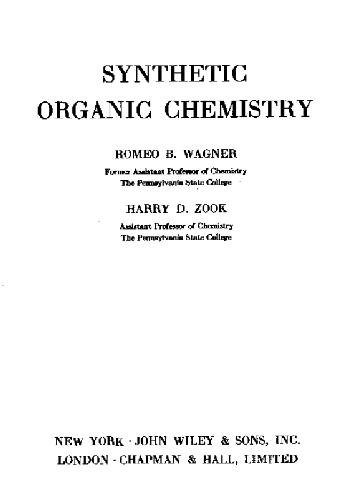 SYNTHETIC
ORGANIC CHEMISTRY
ROMEO B. WAGNER
Former Assistant Professor of Chemistry
The Pennsylvania State College
HARRY D. ZOOK
Assistant Professor of Chemistry
The Pennsylvania State College
NEW YORK · JOHN WILEY & SONS, INC.
LONDON · CHAPMAN & HALL, LIMITED